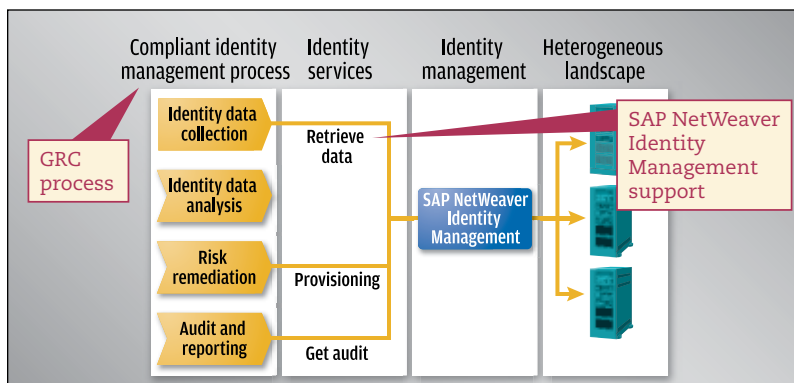 Compliant identity
management process
Identity
services
Identity
management
Heterogeneous
landscape
Identity data
collection
Retrieve
data
GRC
process
SAP NetWeaver
Identity
Management
support
Identity data
analysis
SAP NetWeaver
Identity
Management
Risk
remediation
Provisioning
Audit and
reporting
Get audit